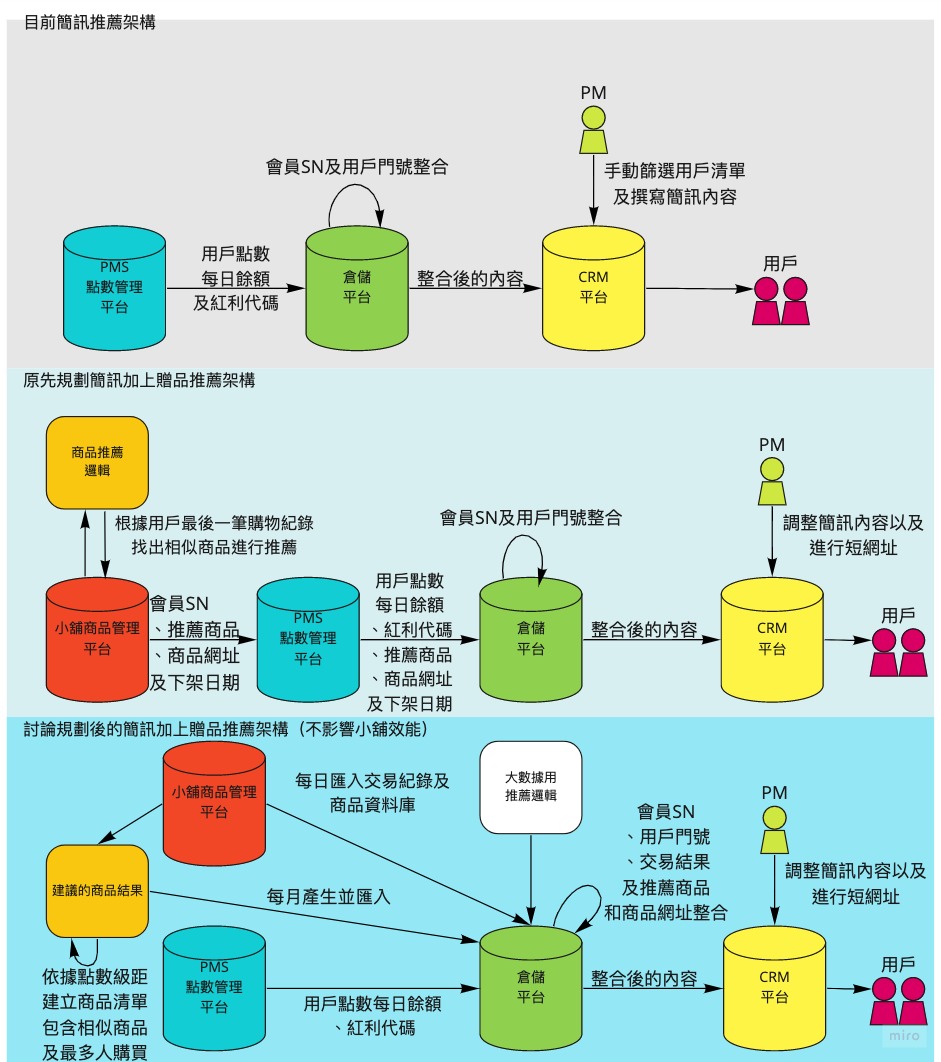 目前簡訊推薦架構
PM
會員SN及用戶門號整合
手動篩選用戶清單
及撰寫簡訊內容
PMS
點數管理
平台
用戶點數
每日餘額
及紅利代碼
倉儲
平台
整合後的內容
CRM
平台
用戶
原先規劃簡訊加上贈品推薦架構
商品推薦
邏輯
根據用戶最後一筆購物紀錄
找出相似商品進行推薦
會員SN及用戶門號整合
PM
調整簡訊內容以及
進行短網址
小舖商品管理
平台
會員SN
、推薦商品
、商品網址
及下架日期
PMS
點數管理
平台
用戶點數
每日餘額
、紅利代碼
、推薦商品
、商品網址
及下架日期
倉儲
平台
整合後的內容
CRM
平台
用戶
討論規劃後的簡訊加上贈品推薦架構（不影響小舖效能）
小舖商品管理
平台
每日匯入交易紀錄及
商品資料庫
大數據用
推薦邏輯
會員SN
、用戶門號
、交易結果
及推薦商品
和商品網址整合
PM
調整簡訊內容以及
進行短網址
建議的商品結果
每月產生並匯入
依據點數級距
建立商品清單
包含相似商品
及最多人購買
PMS
點數管理
平台
用戶點數每日餘額
、紅利代碼
倉儲
平台
整合後的內容
CRM
平台
用戶
miro